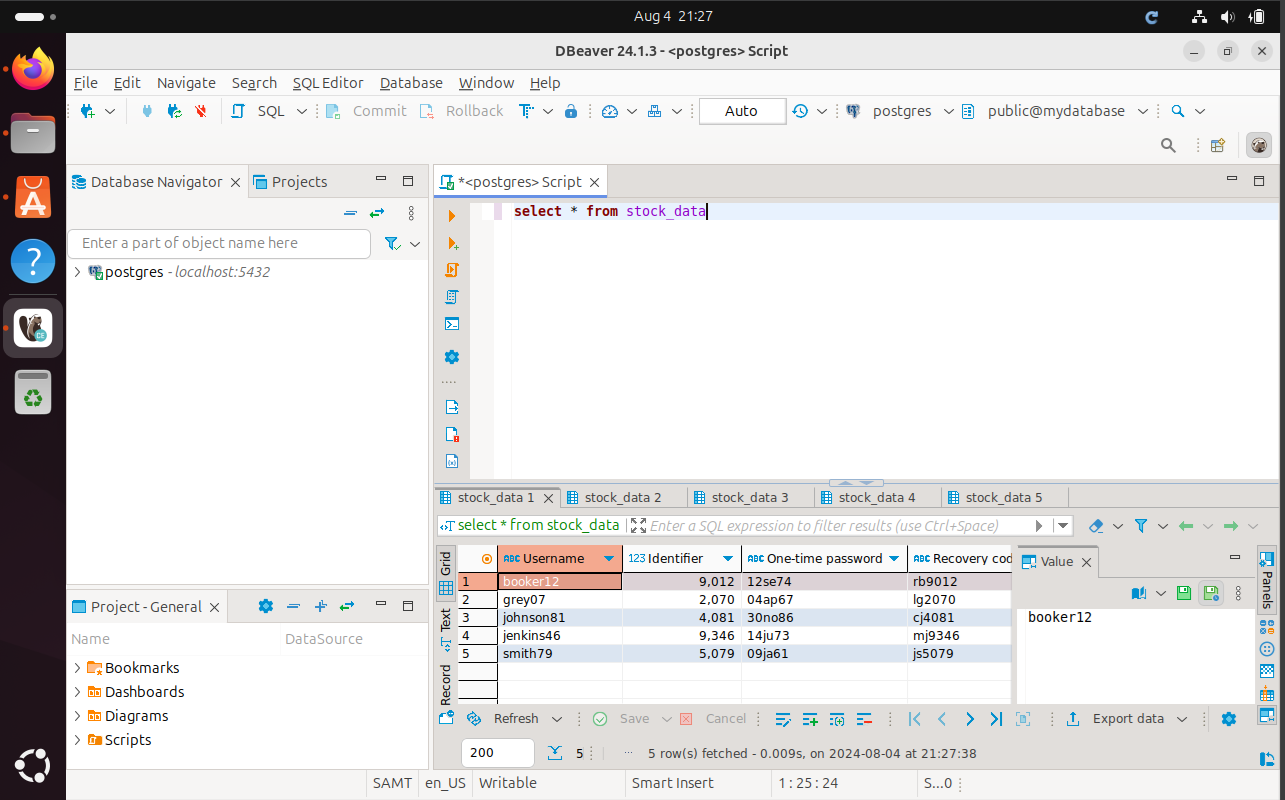 Aug 4 21:27
DBeaver 24.1.3 - <postgres> Script
File Edit Navigate Search SQL Editor Database Window Help
SQL Commit Rollback Auto postgres public@mydatabase
Database Navigator Projects
*<postgres> Script
Enter a part of object name here
postgres - localhost:5432
select * from stock_data
stock_data 1 stock_data 2 stock_data 3 stock_data 4 stock_data 5
select * from stock_data Enter a SQL expression to filter results (use Ctrl+Space)
Grid
Text
Record
ABC Username 123 Identifier ABC One-time password ABC Recovery cod
1 booker12 9,012 12se74 rb9012
2 grey07 2,070 04ap67 lg2070
3 johnson81 4,081 30no86 cj4081
4 jenkins46 9,346 14ju73 mj9346
5 smith79 5,079 09ja61 js5079
Value
booker12
Panels
Project - General
Name DataSource
Bookmarks
Dashboards
Diagrams
Scripts
Refresh Save Cancel Export data
200 5 5 row(s) fetched - 0.009s, on 2024-08-04 at 21:27:38
SAMT en_US Writable Smart Insert 1 : 25 : 24 S...0